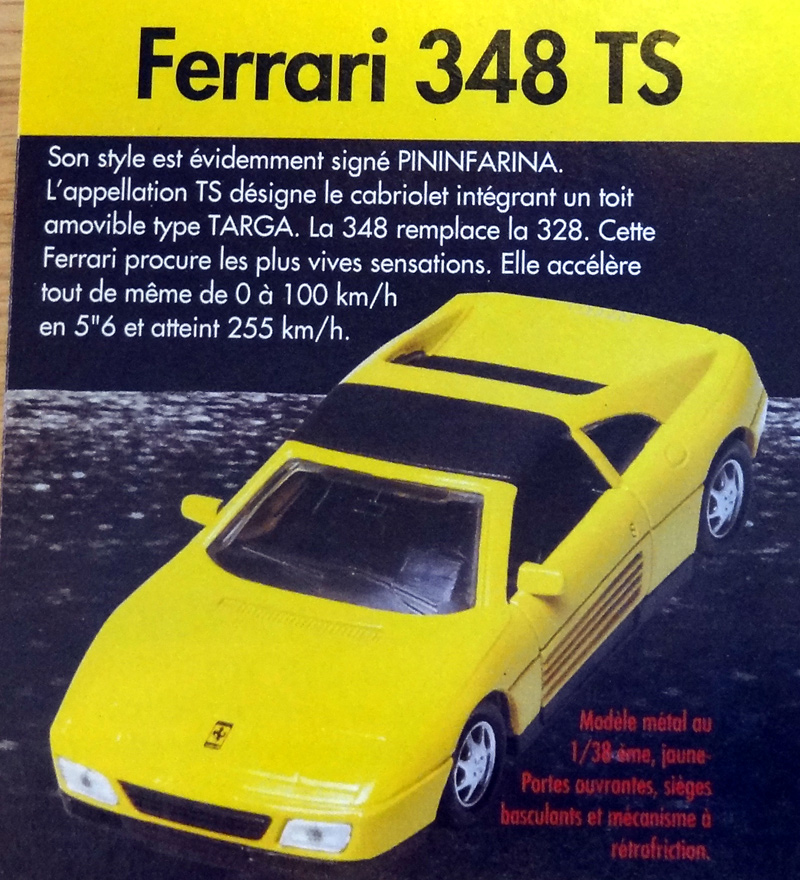 Ferrari 348 TS
Son style est évidemment signé PININFARINA.
L'appellation TS désigne le cabriolet intégrant un toit
amovible type TARGA. La 348 remplace la 328. Cette
Ferrari procure les plus vives sensations. Elle accélère
tout de même de 0 à 100 km/h
en 5"6 et atteint 255 km/h.
Modèle métal au
1/38 ème, jaune-
Portes ouvrantes, sièges
basculants et mécanisme à
rétrofriction.